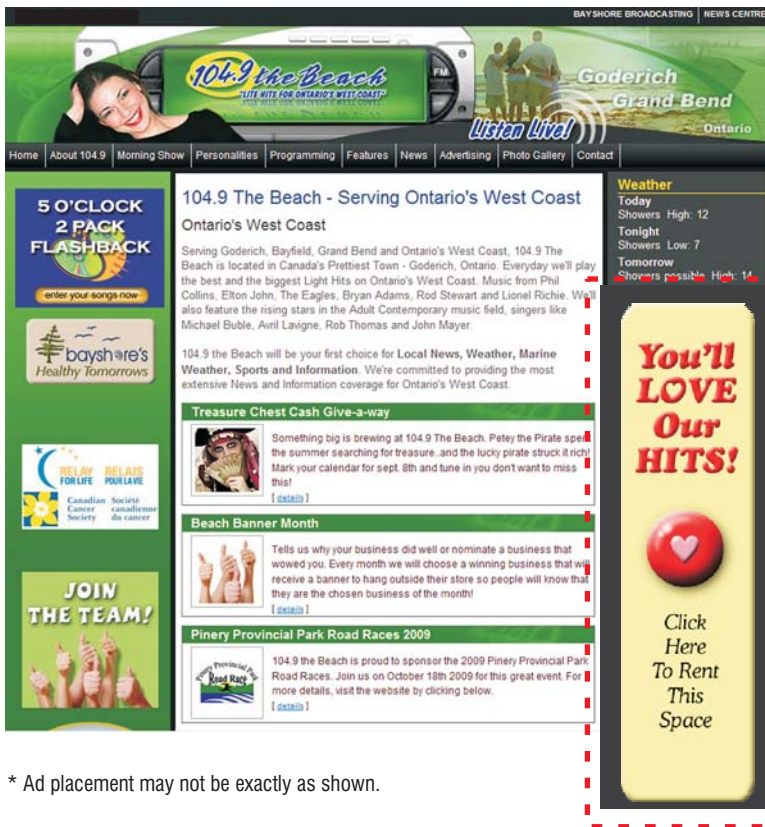 BAYSHORE BROADCASTING | NEWS CENTRE
104.9 the Beach
"LITE HITS FOR ONTARIO'S WEST COAST"
FM
Listen Live!
Goderich
Grand Bend
Ontario
Home | About 104.9 | Morning Show | Personalities | Programming | Features | News | Advertising | Photo Gallery | Contact
5 O'CLOCK
2 PACK
FLASHBACK
enter your songs now
bayshore's
Healthy Tomorrows
RELAY RELAIS
FOR LIFE POUR LA VIE
Canadian Société
Cancer canadienne
Society du cancer
JOIN
THE TEAM!
104.9 The Beach - Serving Ontario's West Coast
Ontario's West Coast
Serving Goderich, Bayfield, Grand Bend and Ontario's West Coast, 104.9 The
Beach is located in Canada's Prettiest Town - Goderich, Ontario. Everyday we'll play
the best and the biggest Light Hits on Ontario's West Coast. Music from Phil
Collins, Elton John, The Eagles, Bryan Adams, Rod Stewart and Lionel Richie. We'll
also feature the rising stars in the Adult Contemporary music field, singers like
Michael Buble, Avril Lavigne, Rob Thomas and John Mayer.
104.9 the Beach will be your first choice for Local News, Weather, Marine
Weather, Sports and Information. We're committed to providing the most
extensive News and Information coverage for Ontario's West Coast.
Treasure Chest Cash Give-a-way
Something big is brewing at 104.9 The Beach. Petey the Pirate spent
the summer searching for treasure..and the lucky pirate struck it rich!
Mark your calendar for sept. 8th and tune in you don't want to miss
this!
[ details ]
Beach Banner Month
Tells us why your business did well or nominate a business that
wowed you. Every month we will choose a winning business that will
receive a banner to hang outside their store so people will know that
they are the chosen business of the month!
[ details ]
Pinery Provincial Park Road Races 2009
Pinery Provincial Park
Road Race
104.9 the Beach is proud to sponsor the 2009 Pinery Provincial Park
Road Races. Join us on October 18th 2009 for this great event. For
more details, visit the website by clicking below.
[ details ]
Weather
Today
Showers High: 12
Tonight
Showers Low: 7
Tomorrow
Showers possible High: 14
You'll
LOVE
Our
HITS!
Click
Here
To Rent
This
Space
* Ad placement may not be exactly as shown.